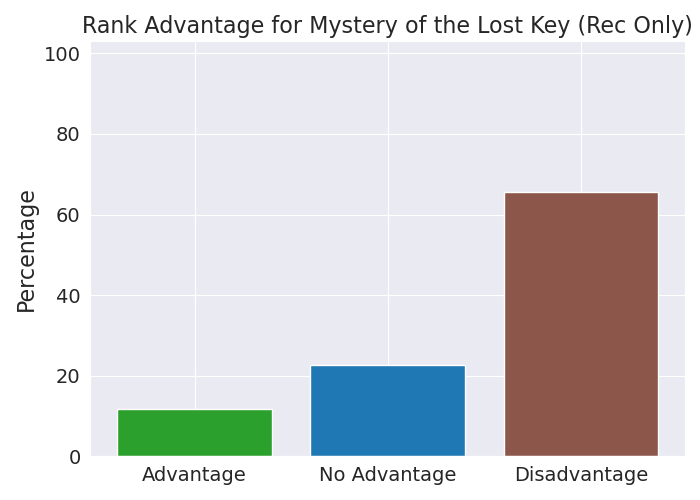 Rank Advantage for Mystery of the Lost Key (Rec Only)
100
80
60
40
20
0
Percentage
Advantage
No Advantage
Disadvantage